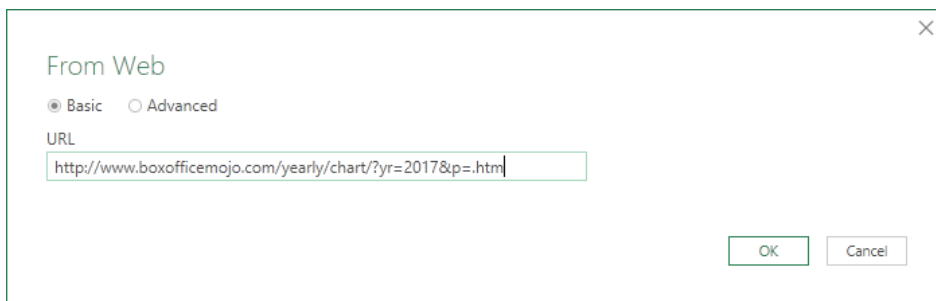 From Web
Basic Advanced
URL
http://www.boxofficemojo.com/yearly/chart/?yr=2017&p=.htm
OK Cancel